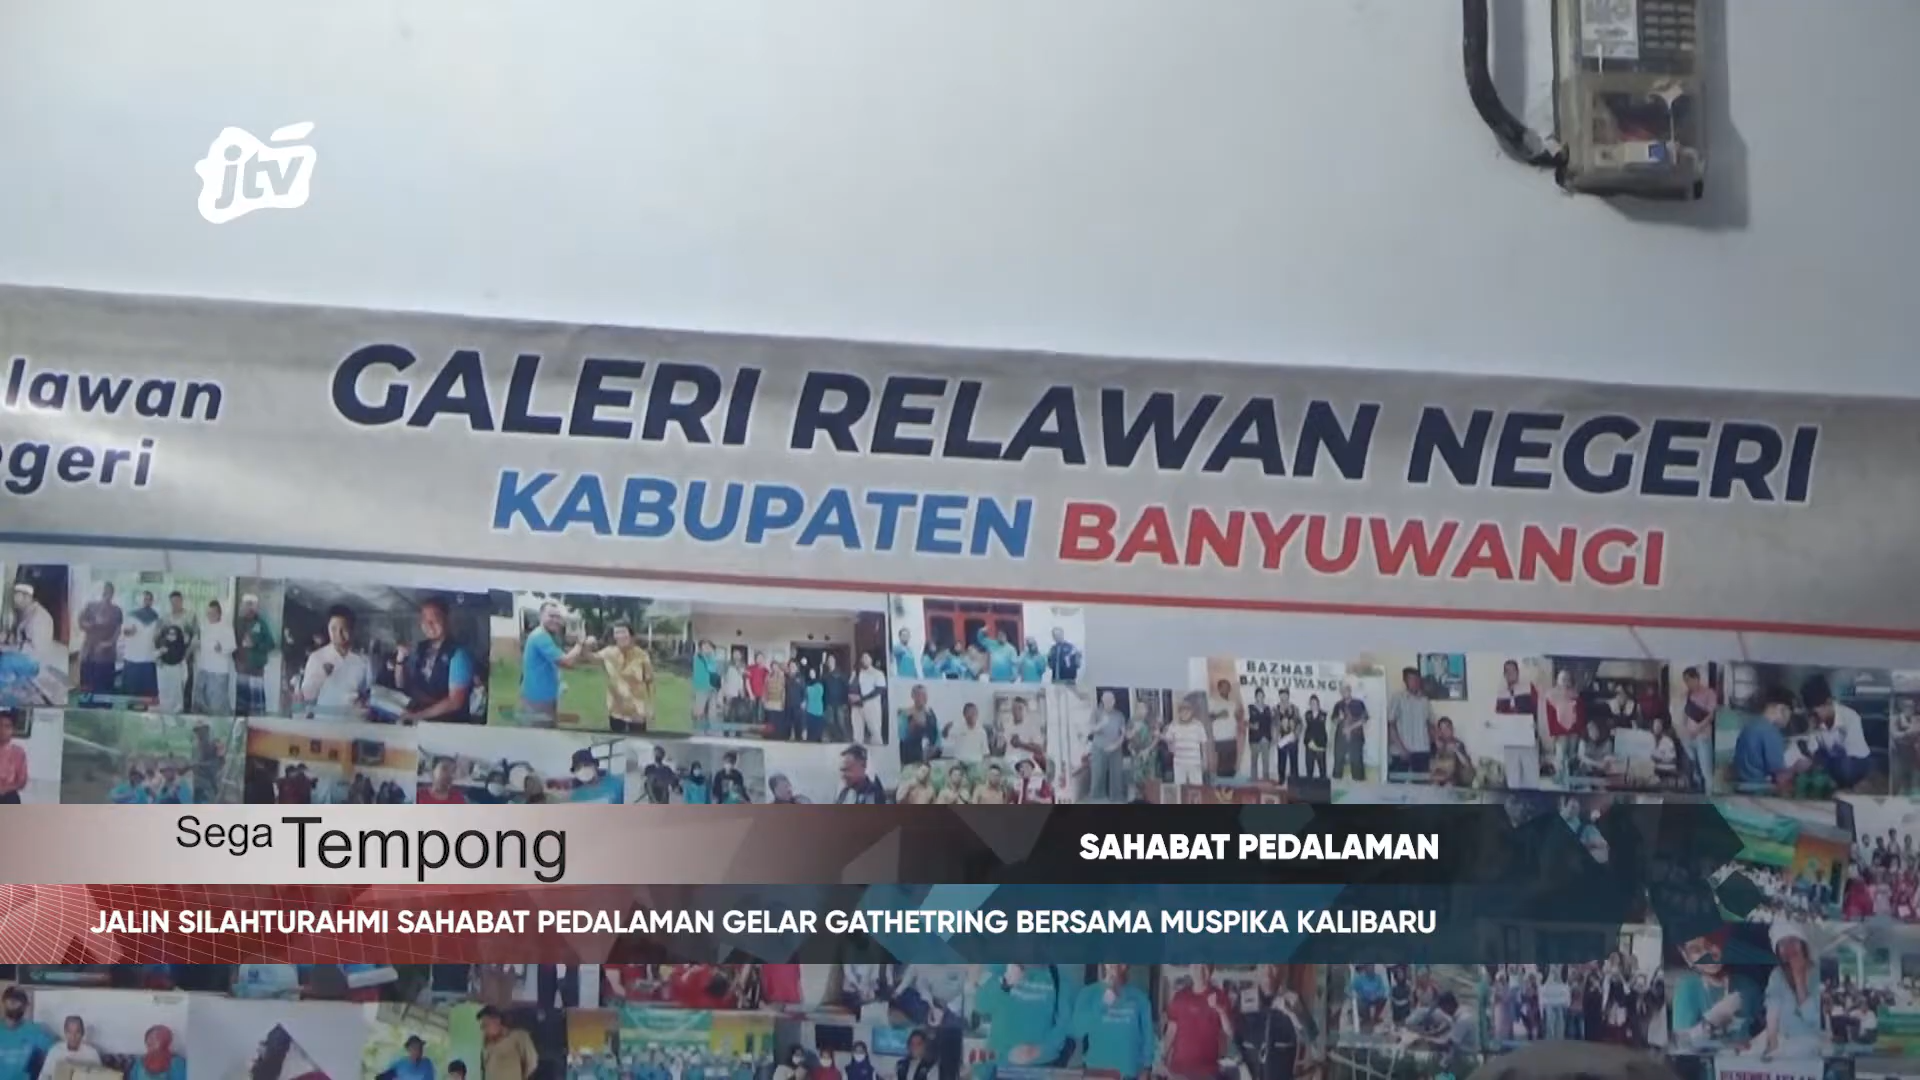 jtv
lawan
egeri
GALERI RELAWAN NEGERI
KABUPATEN BANYUWANGI
BAZNAS
BANYUWANGI
Sega Tempong
SAHABAT PEDALAMAN
JALIN SILAHTURAHMI SAHABAT PEDALAMAN GELAR GATHETRING BERSAMA MUSPIKA KALIBARU